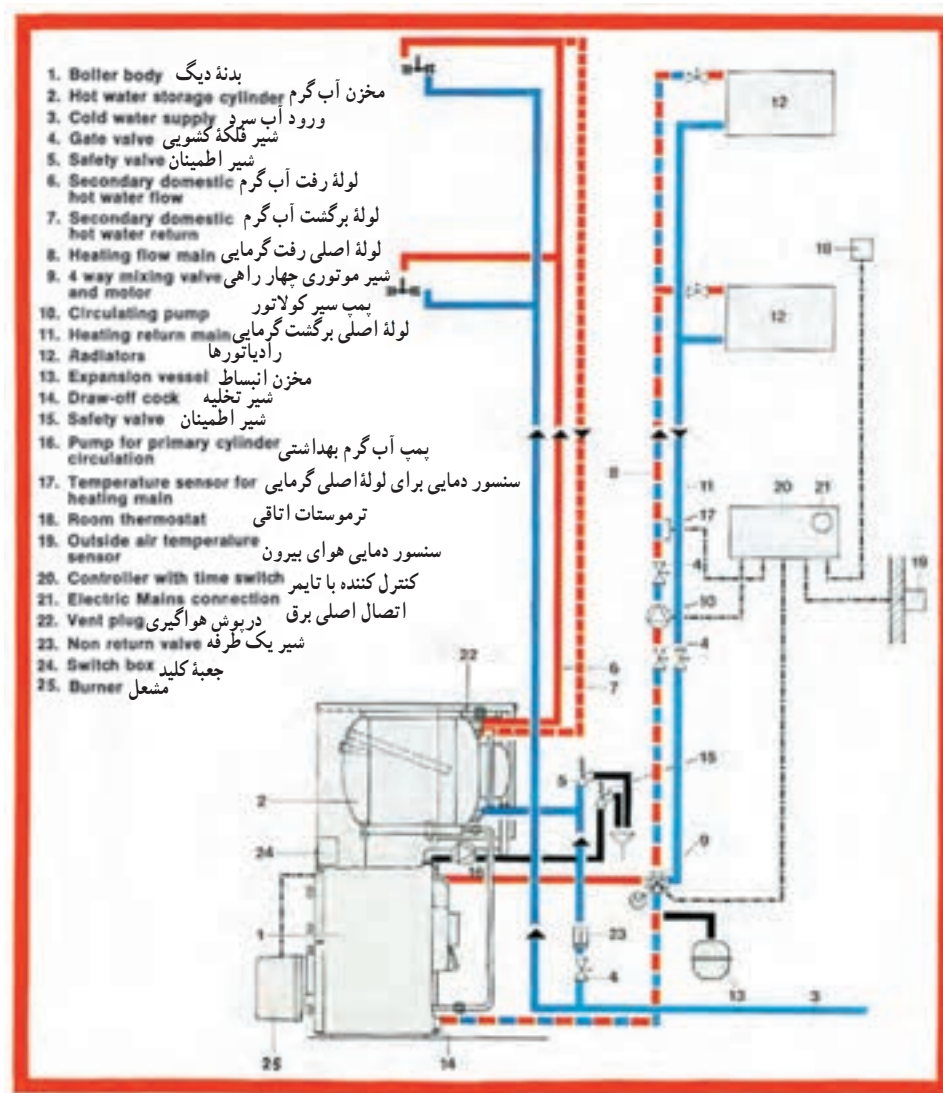 1. Boiler body بدنهٔ دیگ
2. Hot water storage cylinder مخزن آب گرم
3. Cold water supply ورود آب سرد
4. Gate valve شیر فلکهٔ کشویی
5. Safety valve شیر اطمینان
6. Secondary domestic لولهٔ رفت آب گرم
hot water flow
7. Secondary domestic لولهٔ برگشت آب گرم
hot water return
8. Heating flow main لولهٔ اصلی رفت گرمایی
9. 4 way mixing valve شیر موتوری چهار راهی
and motor
10. Circulating pump پمپ سیر کولاتور
11. Heating return main لولهٔ اصلی برگشت گرمایی
12. Radiators رادیاتورها
13. Expansion vessel مخزن انبساط
14. Draw-off cock شیر تخلیه
15. Safety valve شیر اطمینان
16. Pump for primary cylinder پمپ آب گرم بهداشتی
circulation
17. Temperature sensor for سنسور دمایی برای لولهٔ اصلی گرمایی
heating main
18. Room thermostat ترموستات اتاقی
19. Outside air temperature سنسور دمایی هوای بیرون
sensor
20. Controller with time switch کنترل کننده با تایمر
21. Electric Mains connection اتصال اصلی برق
22. Vent plug درپوش هواگیری
23. Non return valve شیر یک طرفه
24. Switch box جعبهٔ کلید
25. Burner مشعل
12
18
12
8
11
20
21
17
4
19
10
4
22
6
7
15
5
2
24
16
9
1
23
4
13
3
25
14